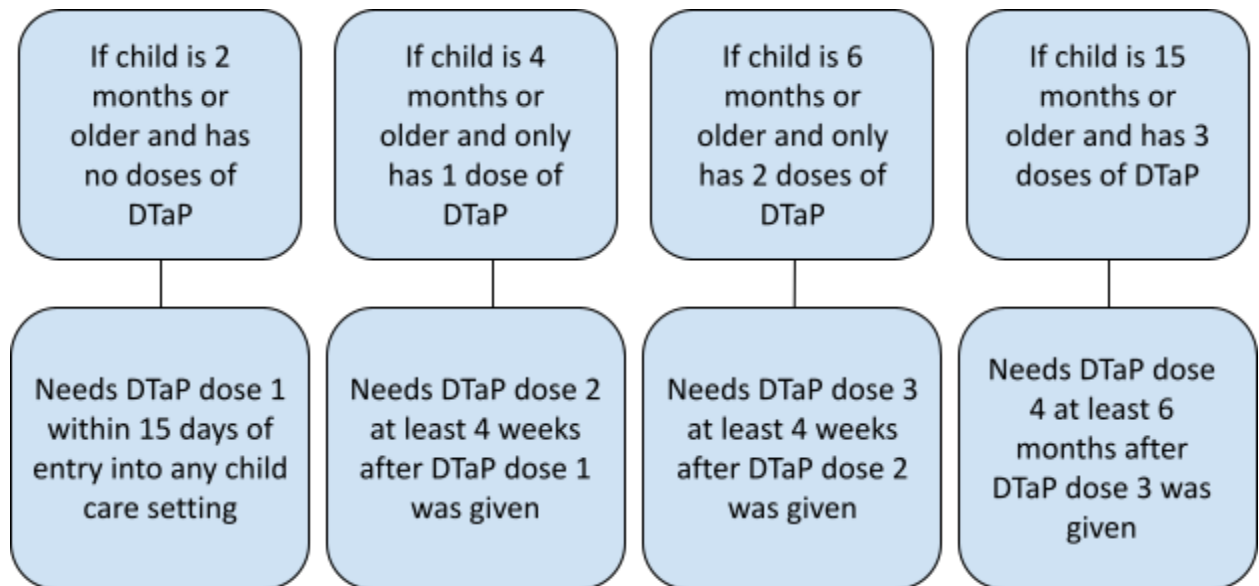 If child is 2
months or
older and has
no doses of
DTaP
If child is 4
months or
older and only
has 1 dose of
DTaP
If child is 6
months or
older and only
has 2 doses of
DTaP
If child is 15
months or
older and has 3
doses of DTaP
Needs DTaP dose 1
within 15 days of
entry into any child
care setting
Needs DTaP dose 2
at least 4 weeks
after DTaP dose 1
was given
Needs DTaP dose 3
at least 4 weeks
after DTaP dose 2
was given
Needs DTaP dose
4 at least 6
months after
DTaP dose 3 was
given